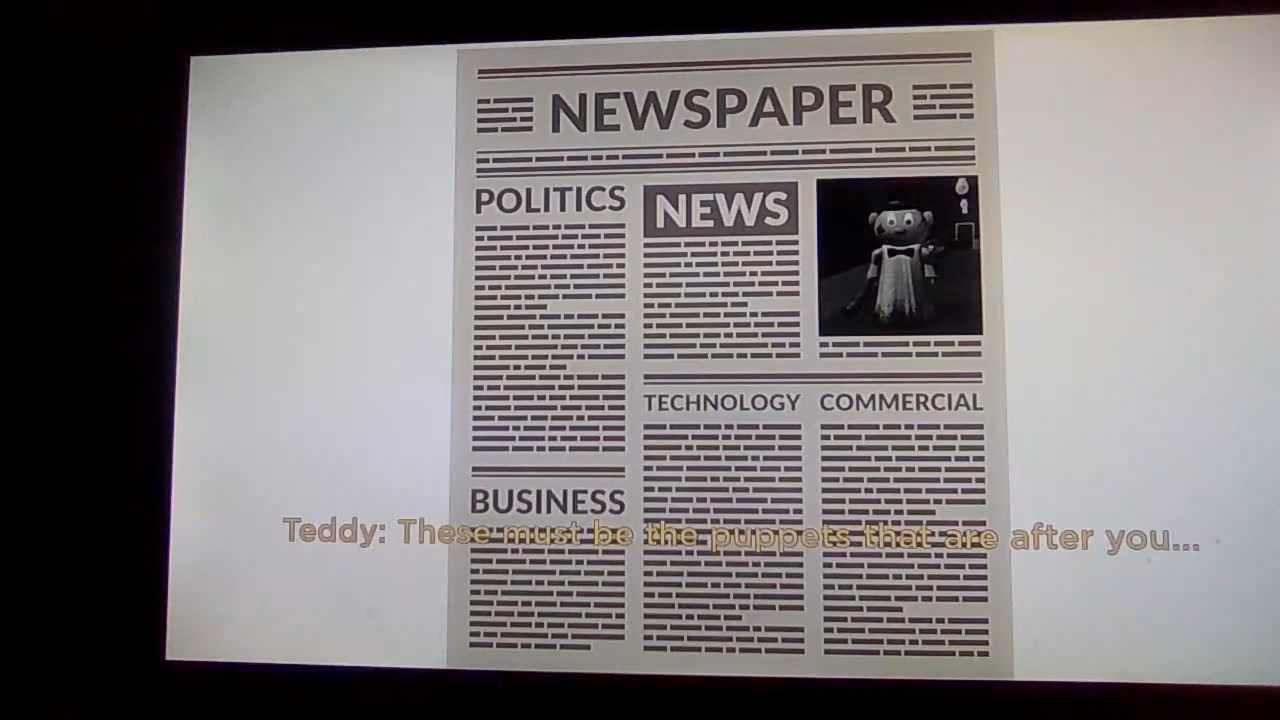 NEWSPAPER
POLITICS
NEWS
TECHNOLOGY
COMMERCIAL
BUSINESS
Teddy: These must be the puppets that are after you...